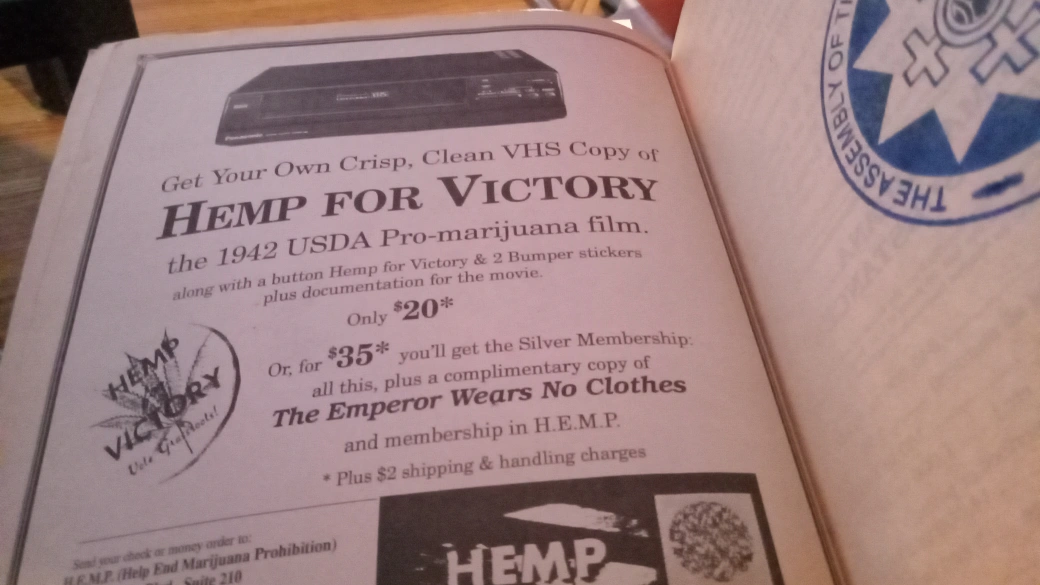 Panasonic
Get Your Own Crisp, Clean VHS Copy of
HEMP FOR VICTORY
the 1942 USDA Pro-marijuana film.
along with a button Hemp for Victory & 2 Bumper stickers
plus documentation for the movie.
Only $20*
Or, for $35* you'll get the Silver Membership:
all this, plus a complimentary copy of
The Emperor Wears No Clothes
and membership in H.E.M.P.
* Plus $2 shipping & handling charges
HEMP
VICTORY
Vote Grassroots!
Send your check or money order to:
H.E.M.P. (Help End Marijuana Prohibition)
Suite 210
HEMP
THE ASSEMBLY OF